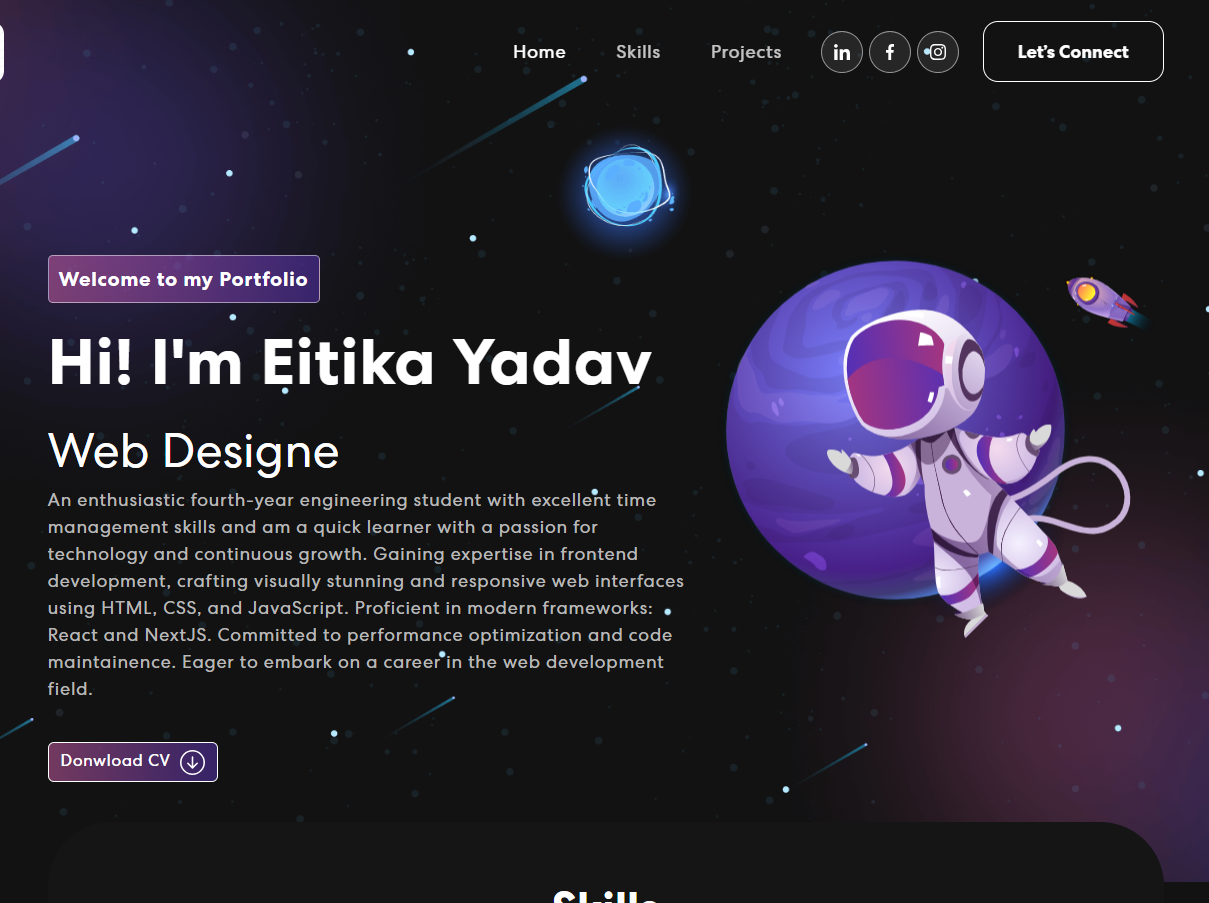 Home Skills Projects in f Let's Connect
Welcome to my Portfolio
Hi! I'm Eitika Yadav
Web Designe
An enthusiastic fourth-year engineering student with excellent time
management skills and am a quick learner with a passion for
technology and continuous growth. Gaining expertise in frontend
development, crafting visually stunning and responsive web interfaces
using HTML, CSS, and JavaScript. Proficient in modern frameworks:
React and NextJS. Committed to performance optimization and code
maintainence. Eager to embark on a career in the web development
field.
Donwload CV
Skills